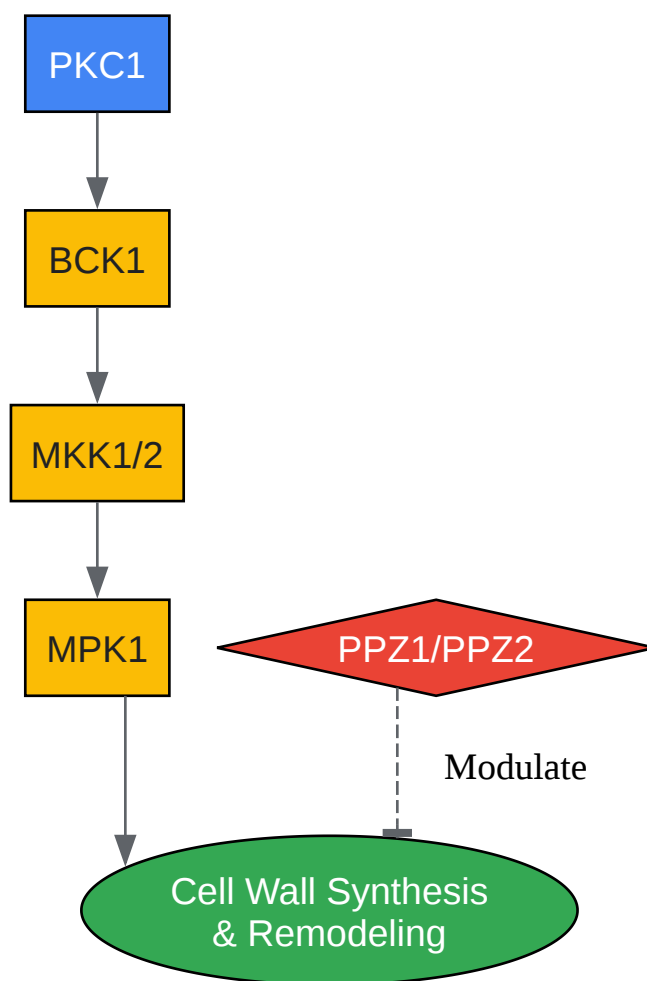 PKC1
BCK1
MKK1/2
MPK1
PPZ1/PPZ2
Modulate
Cell Wall Synthesis
& Remodeling